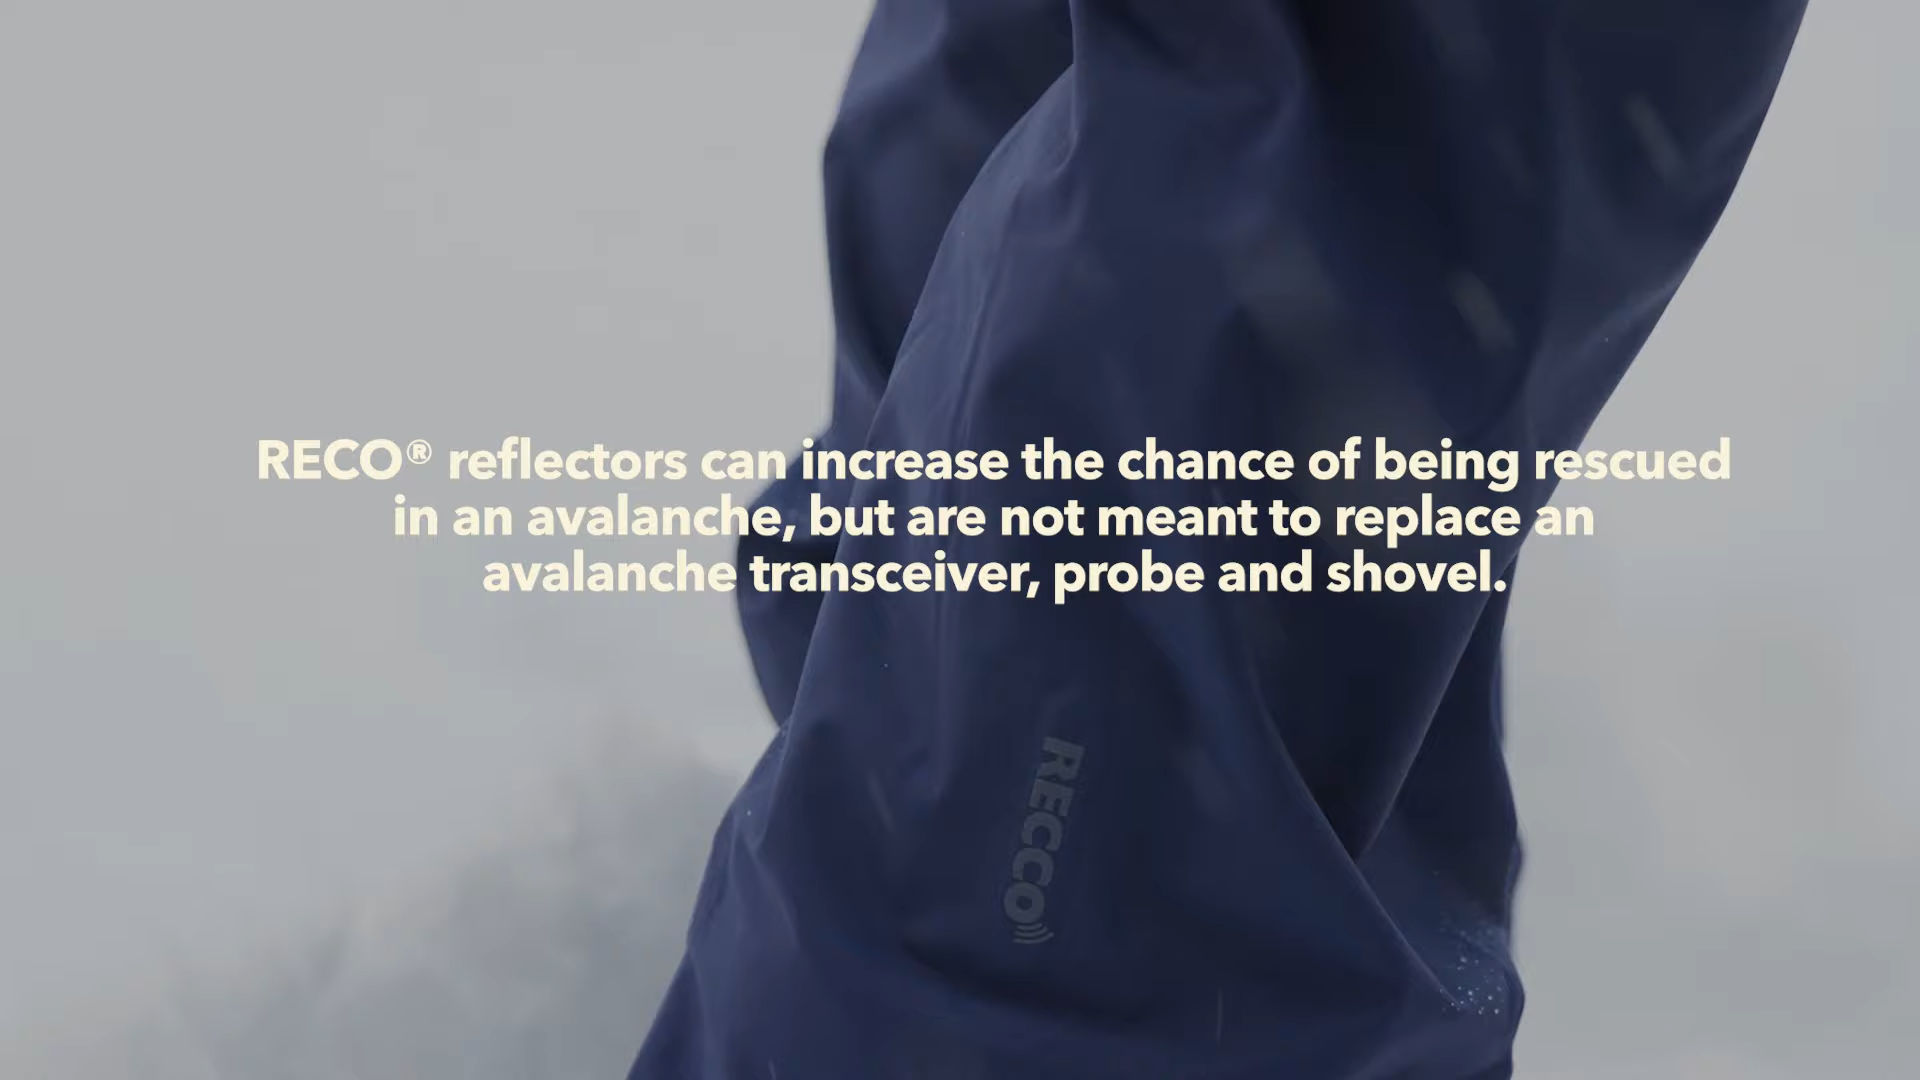 RECO® reflectors can increase the chance of being rescued
in an avalanche, but are not meant to replace an
avalanche transceiver, probe and shovel.
RECCO